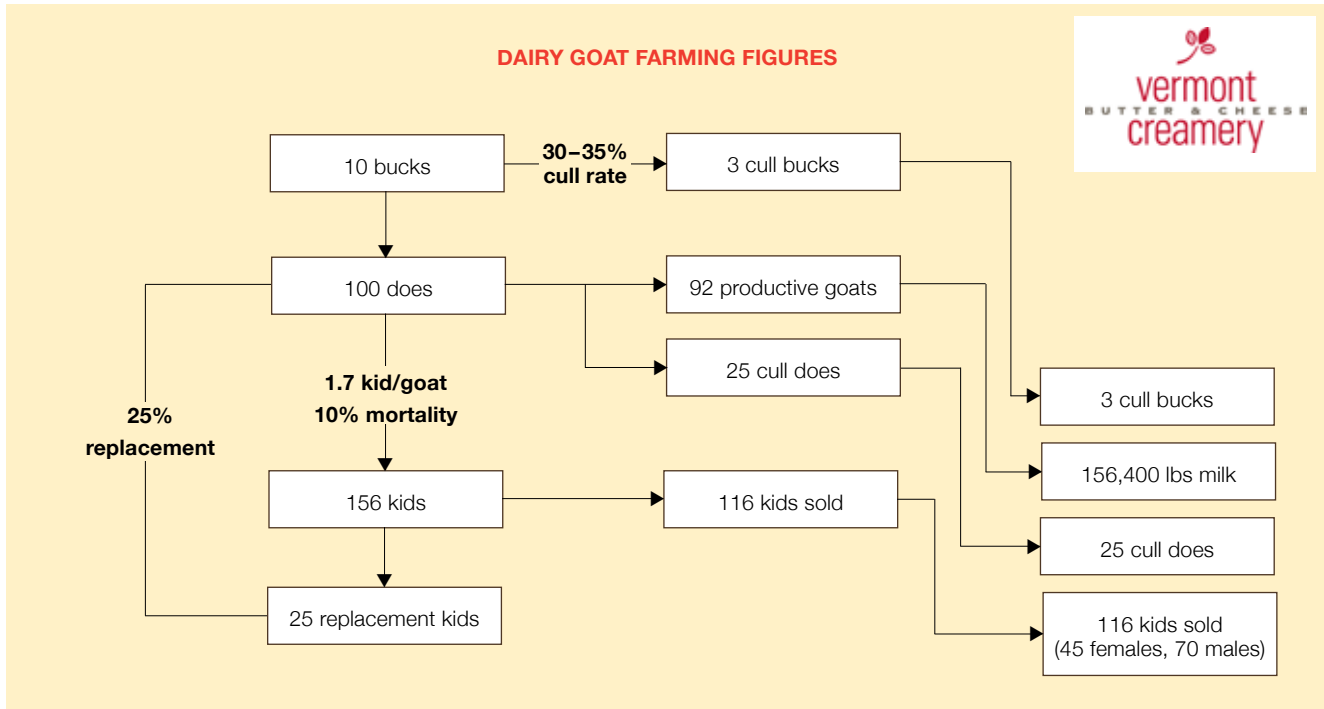 DAIRY GOAT FARMING FIGURES
vermont
BUTTER & CHEESE
creamery
10 bucks
30–35%
cull rate
3 cull bucks
100 does
92 productive goats
25 cull does
1.7 kid/goat
10% mortality
25%
replacement
3 cull bucks
156,400 lbs milk
156 kids
116 kids sold
25 cull does
25 replacement kids
116 kids sold
(45 females, 70 males)